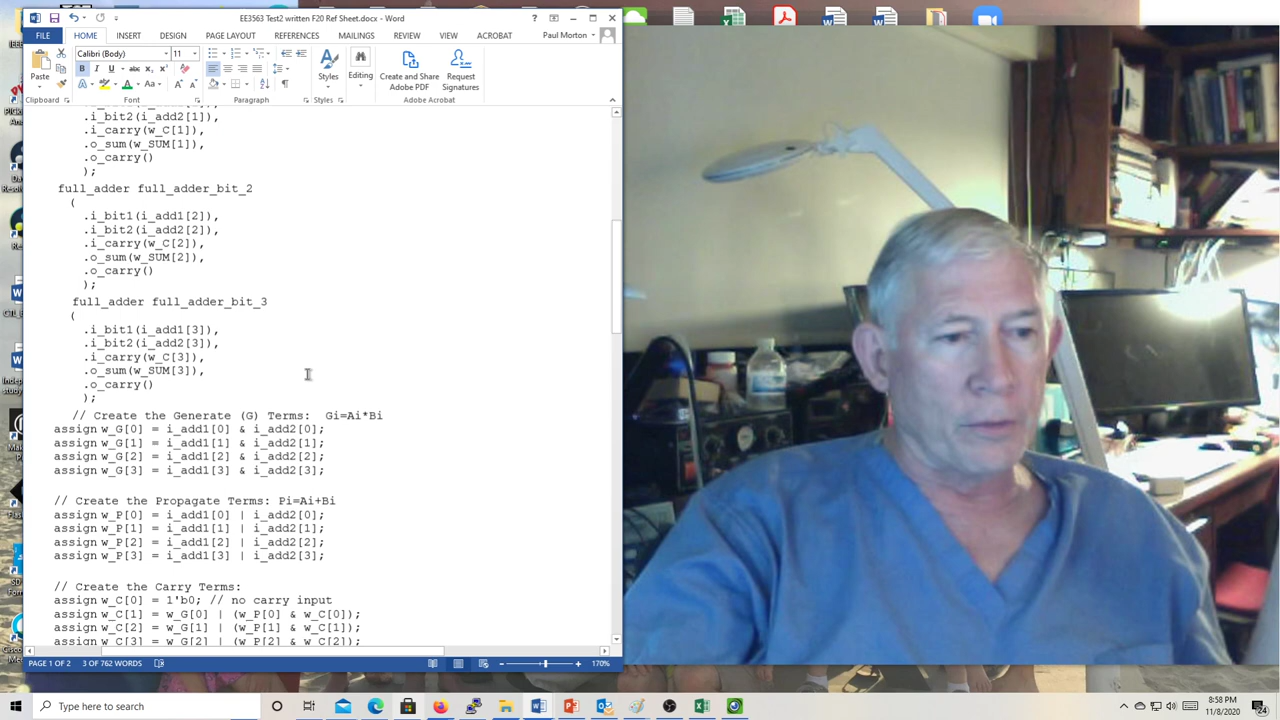 EE3563 Test2 written F20 Ref Sheet.docx - Word
FILE HOME INSERT DESIGN PAGE LAYOUT REFERENCES MAILINGS REVIEW VIEW ACROBAT Paul Morton
Calibri (Body) 11
Paste
Styles
Editing
Create and Share
Adobe PDF
Request
Signatures
Clipboard Font Paragraph Styles Adobe Acrobat
.i_bit2(i_add2[1]),
.i_carry(w_C[1]),
.o_sum(w_SUM[1]),
.o_carry()
);
full_adder full_adder_bit_2
(
.i_bit1(i_add1[2]),
.i_bit2(i_add2[2]),
.i_carry(w_C[2]),
.o_sum(w_SUM[2]),
.o_carry()
);
full_adder full_adder_bit_3
(
.i_bit1(i_add1[3]),
.i_bit2(i_add2[3]),
.i_carry(w_C[3]),
.o_sum(w_SUM[3]),
.o_carry()
);
// Create the Generate (G) Terms: Gi=Ai*Bi
assign w_G[0] = i_add1[0] & i_add2[0];
assign w_G[1] = i_add1[1] & i_add2[1];
assign w_G[2] = i_add1[2] & i_add2[2];
assign w_G[3] = i_add1[3] & i_add2[3];
// Create the Propagate Terms: Pi=Ai+Bi
assign w_P[0] = i_add1[0] | i_add2[0];
assign w_P[1] = i_add1[1] | i_add2[1];
assign w_P[2] = i_add1[2] | i_add2[2];
assign w_P[3] = i_add1[3] | i_add2[3];
// Create the Carry Terms:
assign w_C[0] = 1'b0; // no carry input
assign w_C[1] = w_G[0] | (w_P[0] & w_C[0]);
assign w_C[2] = w_G[1] | (w_P[1] & w_C[1]);
assign w_C[3] = w_G[2] | (w_P[2] & w_C[2]);
PAGE 1 OF 2 3 OF 762 WORDS 170%
Type here to search
8:58 PM
11/8/2020
24